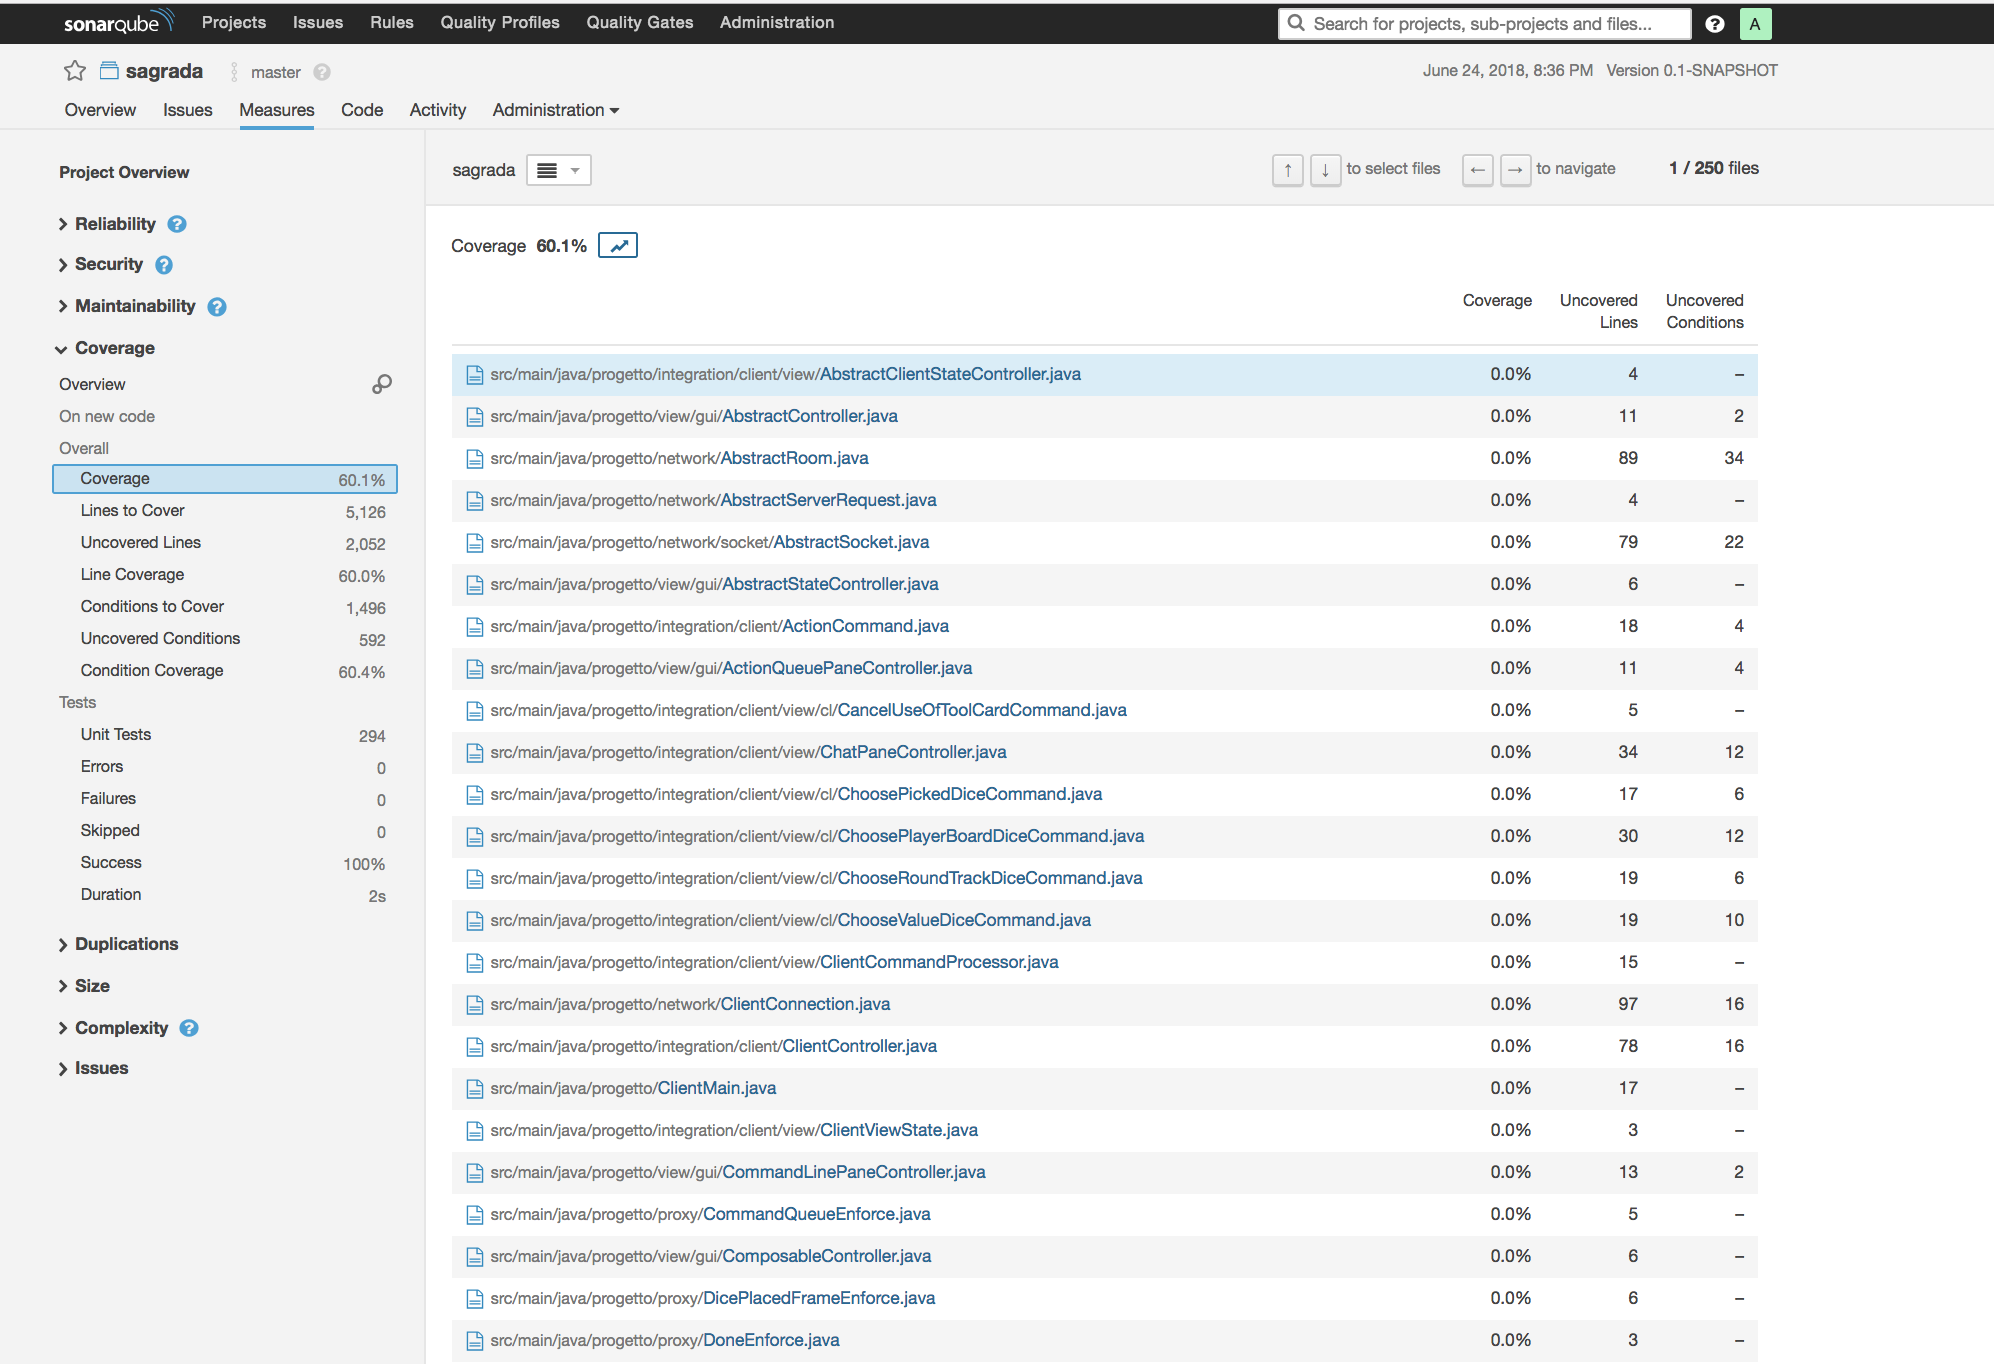 sonarqube Projects Issues Rules Quality Profiles Quality Gates Administration Search for projects, sub-projects and files... ? A
sagrada master ? June 24, 2018, 8:36 PM Version 0.1-SNAPSHOT
Overview Issues Measures Code Activity Administration
Project Overview
Reliability ?
Security ?
Maintainability ?
Coverage
Overview
On new code
Overall
Coverage 60.1%
Lines to Cover 5,126
Uncovered Lines 2,052
Line Coverage 60.0%
Conditions to Cover 1,496
Uncovered Conditions 592
Condition Coverage 60.4%
Tests
Unit Tests 294
Errors 0
Failures 0
Skipped 0
Success 100%
Duration 2s
Duplications
Size
Complexity ?
Issues
sagrada ↑ ↓ to select files ← → to navigate 1 / 250 files
Coverage 60.1%
Coverage Uncovered Lines Uncovered Conditions
src/main/java/progetto/integration/client/view/AbstractClientStateController.java 0.0% 4 –
src/main/java/progetto/view/gui/AbstractController.java 0.0% 11 2
src/main/java/progetto/network/AbstractRoom.java 0.0% 89 34
src/main/java/progetto/network/AbstractServerRequest.java 0.0% 4 –
src/main/java/progetto/network/socket/AbstractSocket.java 0.0% 79 22
src/main/java/progetto/view/gui/AbstractStateController.java 0.0% 6 –
src/main/java/progetto/integration/client/ActionCommand.java 0.0% 18 4
src/main/java/progetto/view/gui/ActionQueuePaneController.java 0.0% 11 4
src/main/java/progetto/integration/client/view/cl/CancelUseOfToolCardCommand.java 0.0% 5 –
src/main/java/progetto/integration/client/view/ChatPaneController.java 0.0% 34 12
src/main/java/progetto/integration/client/view/cl/ChoosePickedDiceCommand.java 0.0% 17 6
src/main/java/progetto/integration/client/view/cl/ChoosePlayerBoardDiceCommand.java 0.0% 30 12
src/main/java/progetto/integration/client/view/cl/ChooseRoundTrackDiceCommand.java 0.0% 19 6
src/main/java/progetto/integration/client/view/cl/ChooseValueDiceCommand.java 0.0% 19 10
src/main/java/progetto/integration/client/view/ClientCommandProcessor.java 0.0% 15 –
src/main/java/progetto/network/ClientConnection.java 0.0% 97 16
src/main/java/progetto/integration/client/ClientController.java 0.0% 78 16
src/main/java/progetto/ClientMain.java 0.0% 17 –
src/main/java/progetto/integration/client/view/ClientViewState.java 0.0% 3 –
src/main/java/progetto/view/gui/CommandLinePaneController.java 0.0% 13 2
src/main/java/progetto/proxy/CommandQueueEnforce.java 0.0% 5 –
src/main/java/progetto/view/gui/ComposableController.java 0.0% 6 –
src/main/java/progetto/proxy/DicePlacedFrameEnforce.java 0.0% 6 –
src/main/java/progetto/proxy/DoneEnforce.java 0.0% 3 –